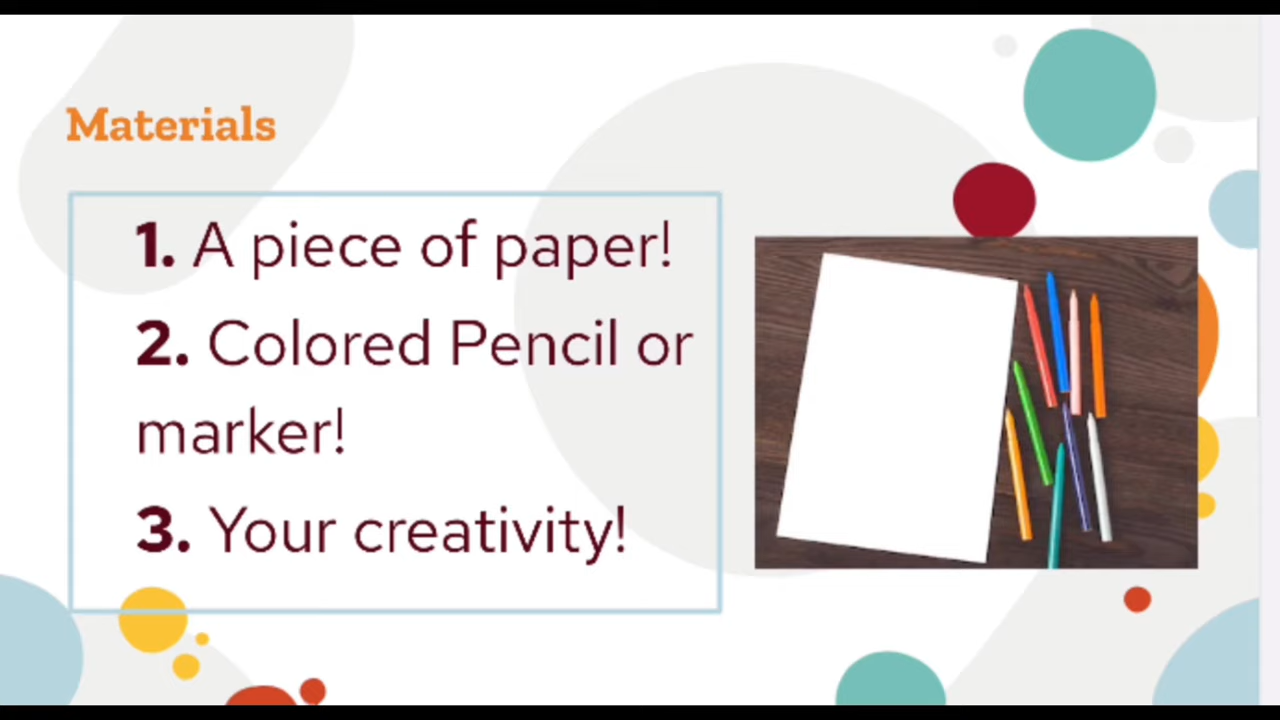 Materials
1. A piece of paper!
2. Colored Pencil or
marker!
3. Your creativity!